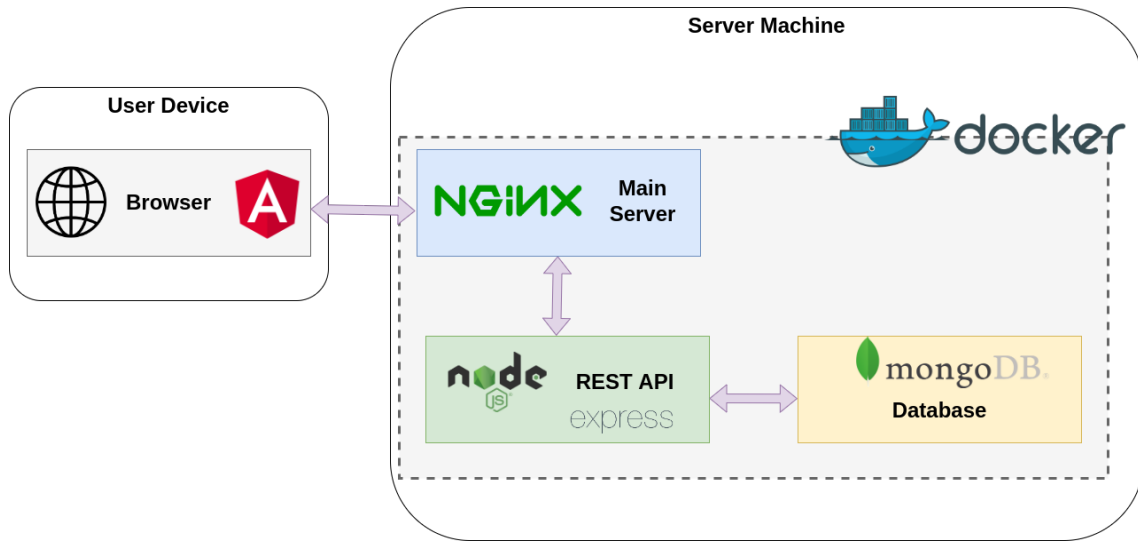 Server Machine
User Device
docker
Browser
A
NGINX
Main
Server
node
JS
REST API
express
mongoDB®
Database